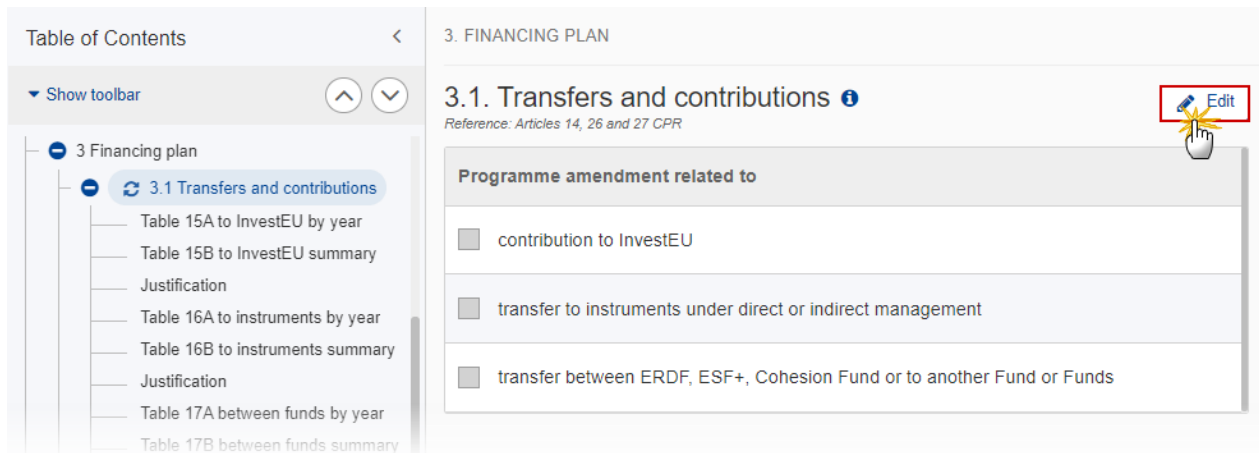 Table of Contents
Show toolbar
3 Financing plan
3.1 Transfers and contributions
Table 15A to InvestEU by year
Table 15B to InvestEU summary
Justification
Table 16A to instruments by year
Table 16B to instruments summary
Justification
Table 17A between funds by year
Table 17B between funds summary
3. FINANCING PLAN
3.1. Transfers and contributions
Edit
Reference: Articles 14, 26 and 27 CPR
Programme amendment related to
contribution to InvestEU
transfer to instruments under direct or indirect management
transfer between ERDF, ESF+, Cohesion Fund or to another Fund or Funds